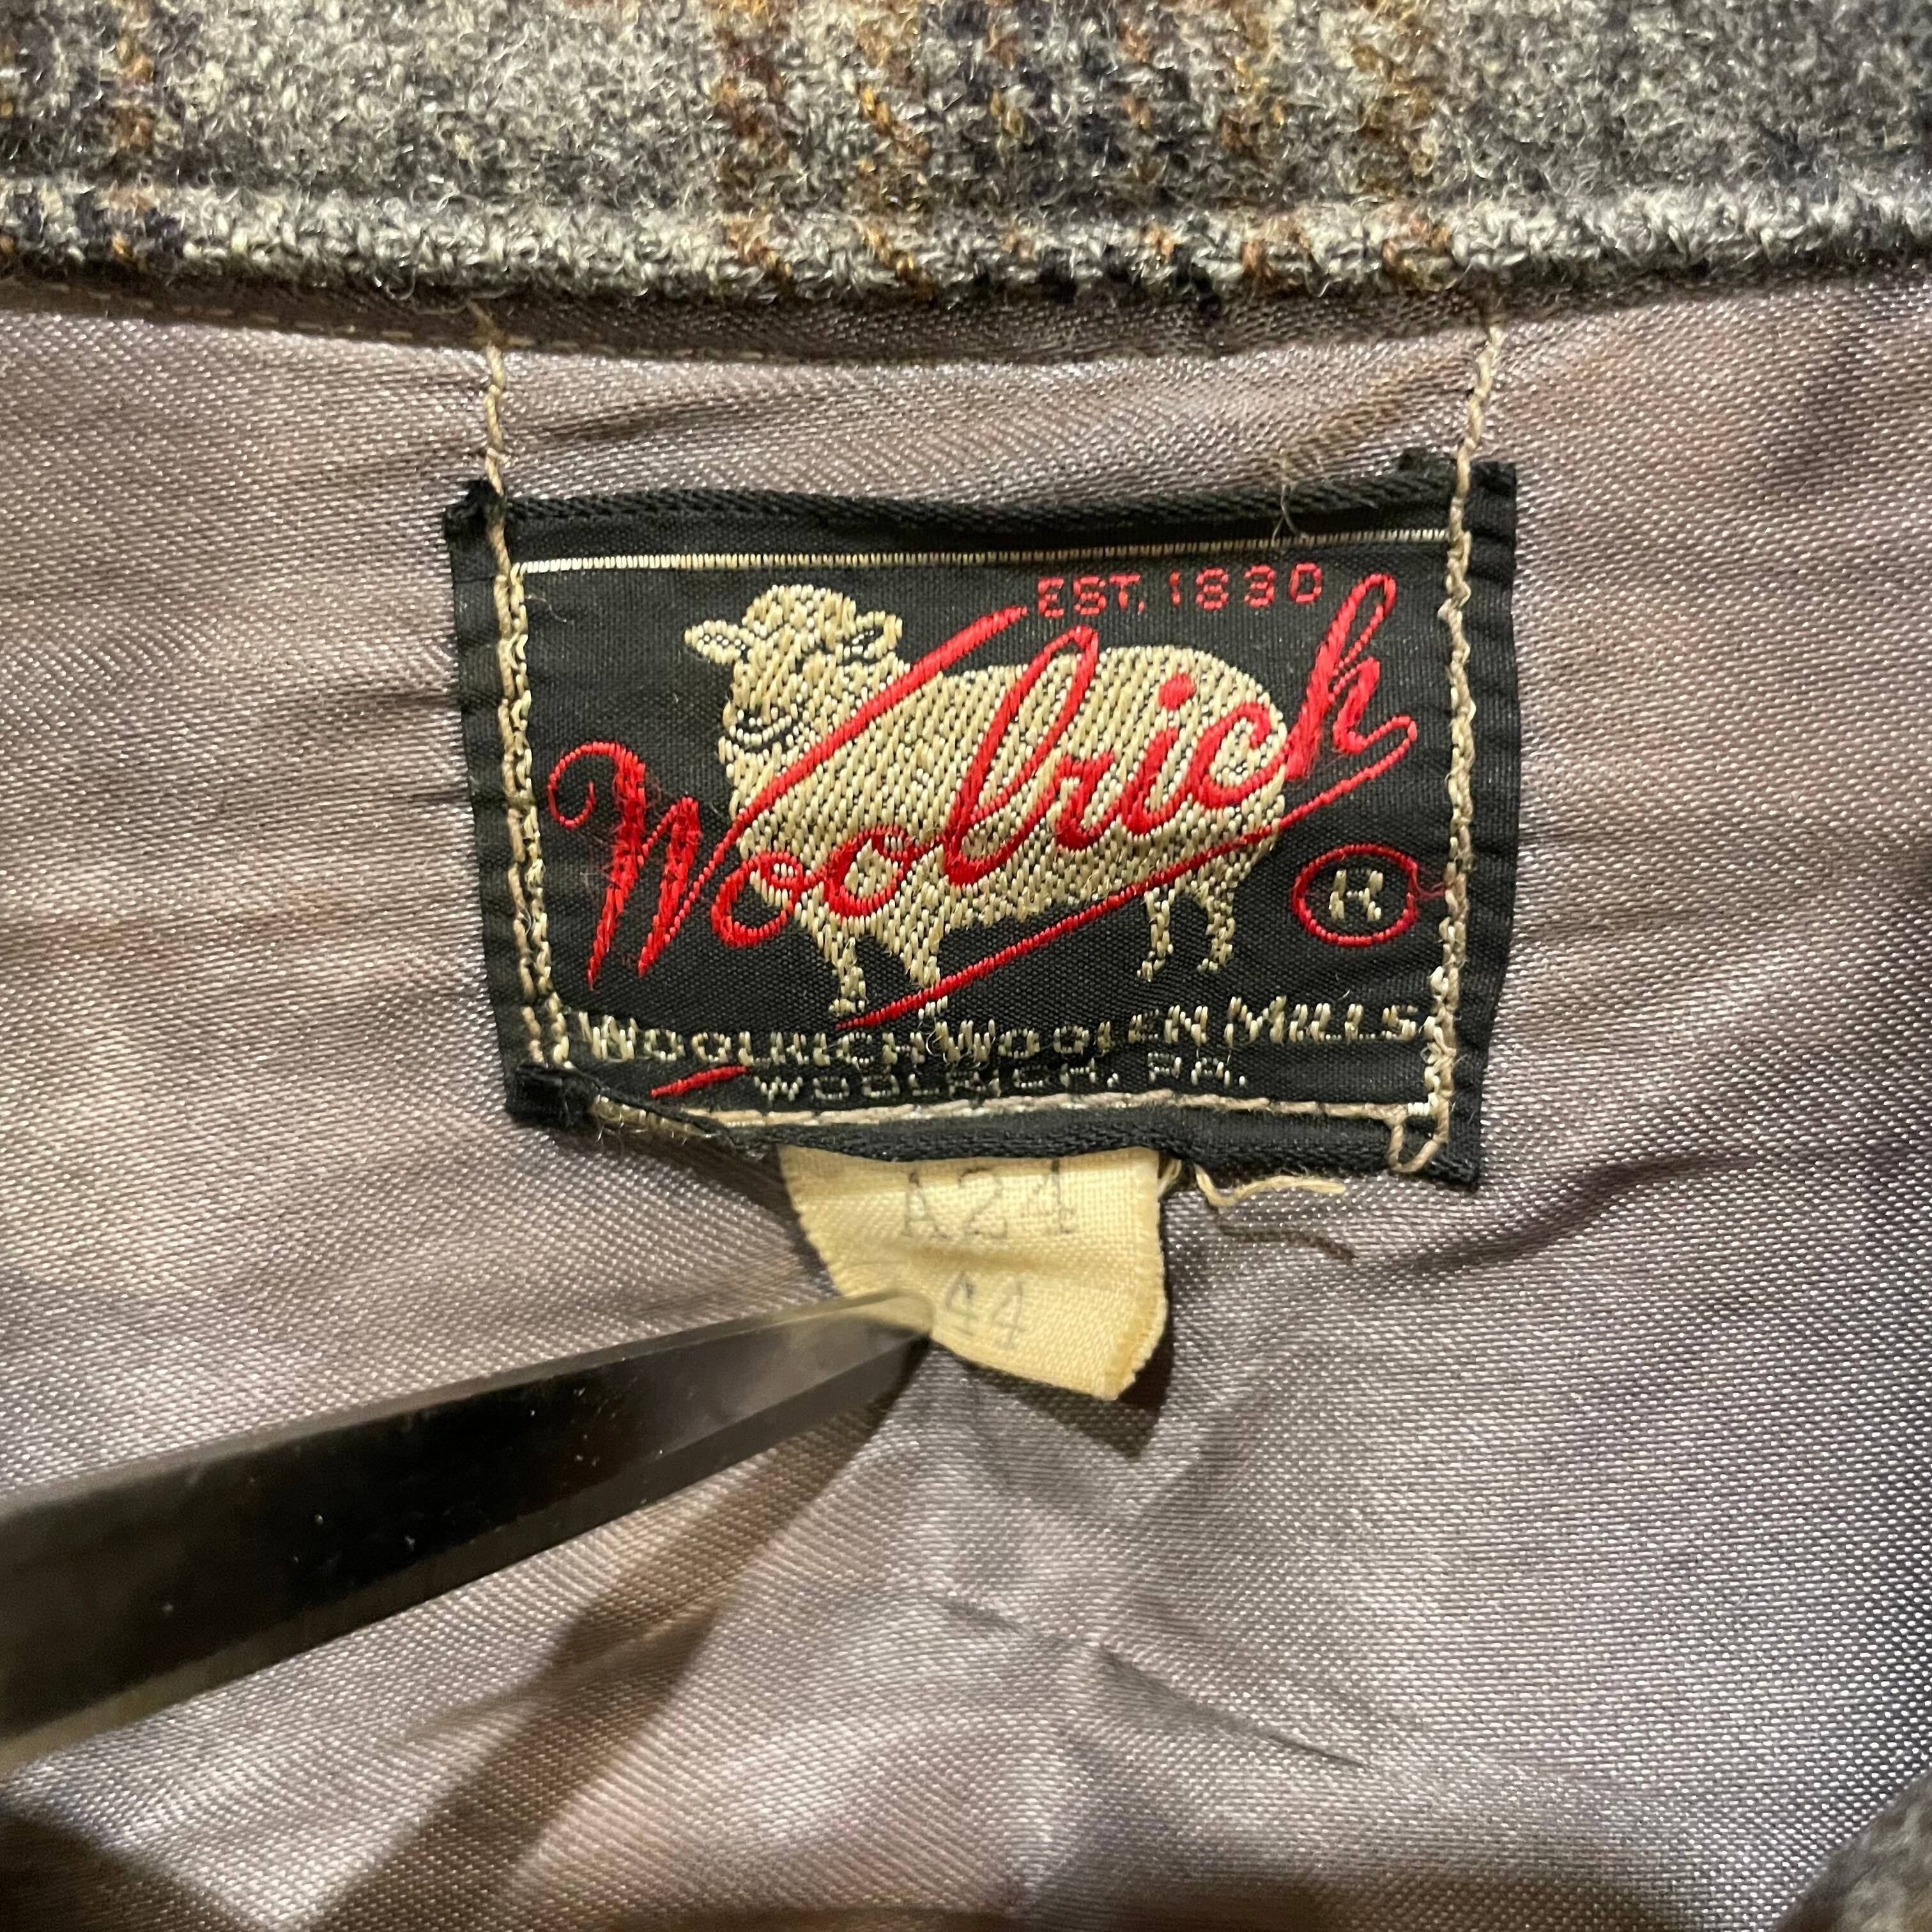 EST. 1830
Woolrich
R
WOOLRICH WOOLEN MILLS
WOOLRICH, PA.
A24
44